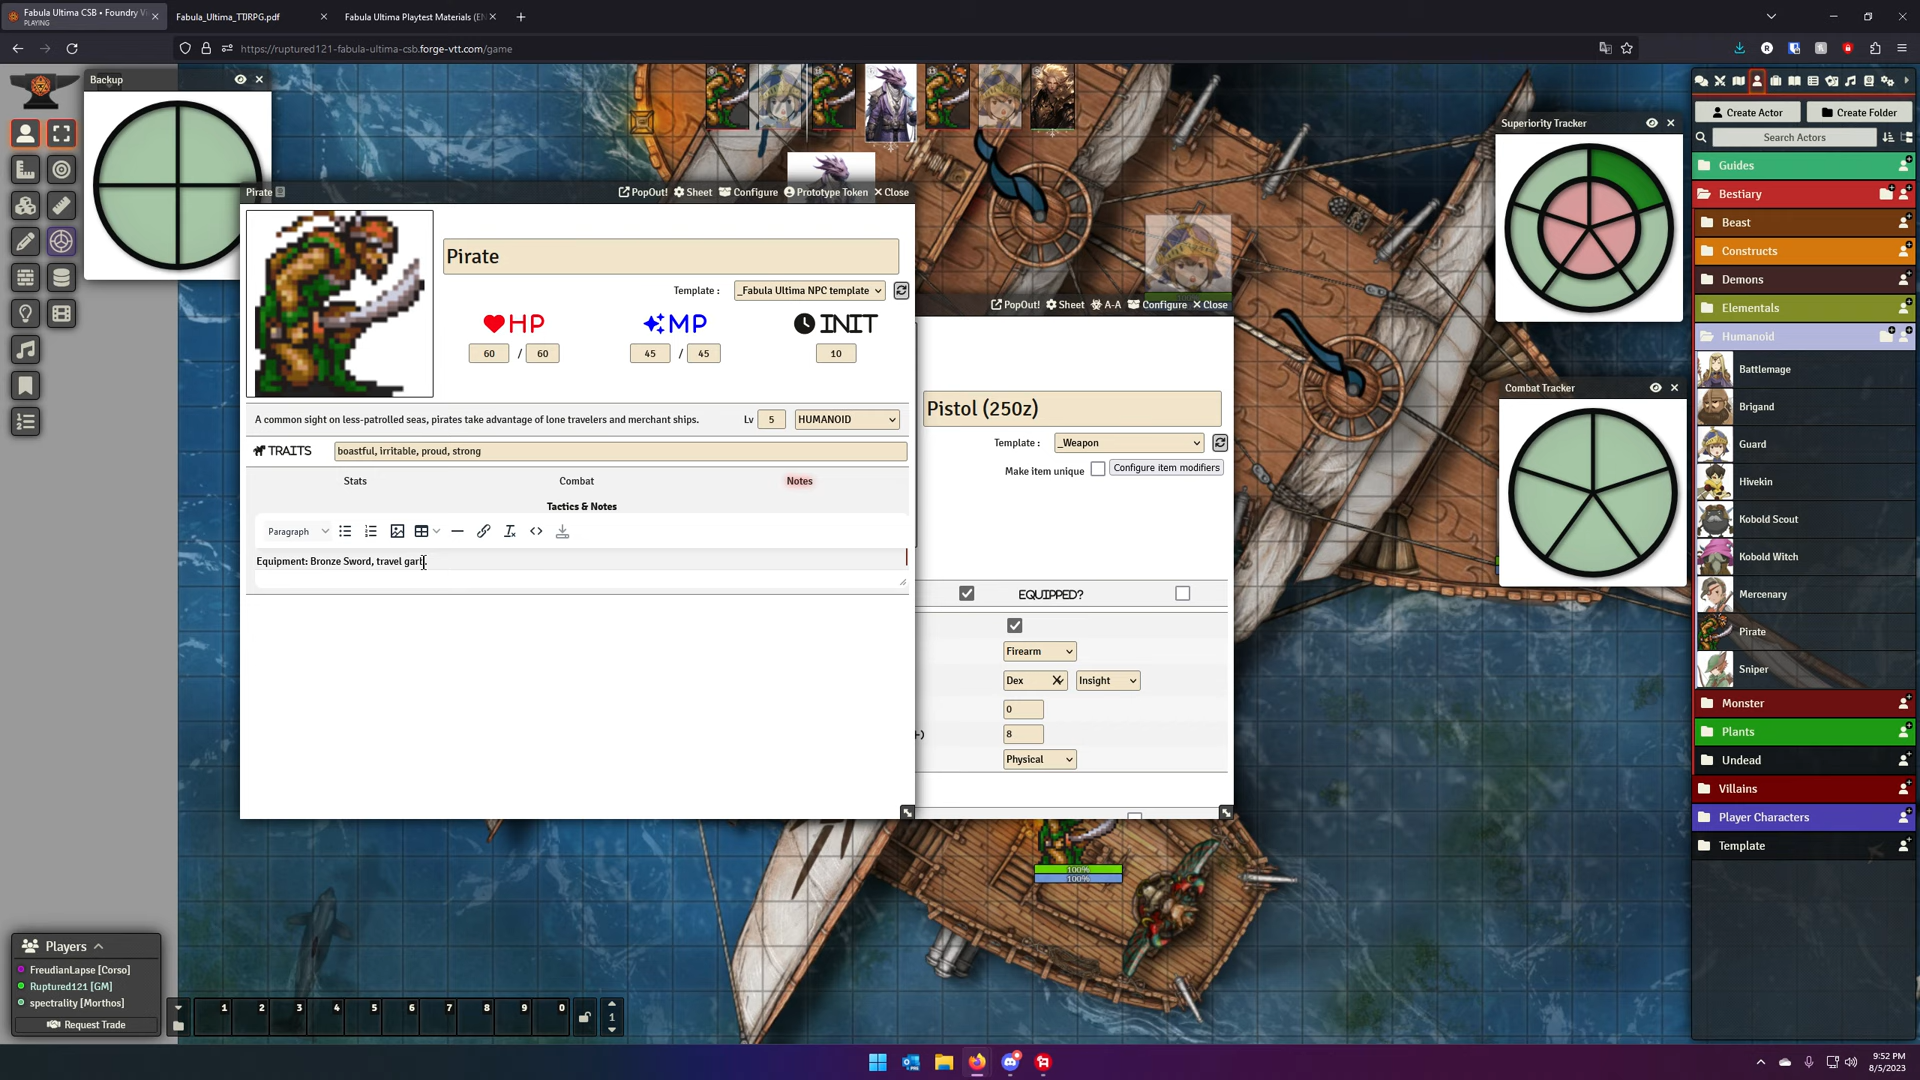 Fabula Ultima CSB • Foundry Vi
PLAYING
Fabula_Ultima_TTJRPG.pdf
Fabula Ultima Playtest Materials (EN
https://ruptured121-fabula-ultima-csb.forge-vtt.com/game
Backup
Pirate
PopOut! Sheet Configure Prototype Token Close
Pirate
Template : _Fabula Ultima NPC template
HP
MP
INIT
60 / 60
45 / 45
10
A common sight on less-patrolled seas, pirates take advantage of lone travelers and merchant ships.
Lv 5 HUMANOID
TRAITS boastful, irritable, proud, strong
Stats Combat Notes
Tactics & Notes
Paragraph
Equipment: Bronze Sword, travel garb.
PopOut! Sheet A-A Configure Close
Pistol (250z)
Template : _Weapon
Make item unique Configure item modifiers
EQUIPPED?
Firearm
Dex Insight
0
8
Physical
100%
100%
Superiority Tracker
Combat Tracker
Create Actor Create Folder
Search Actors
Guides
Bestiary
Beast
Constructs
Demons
Elementals
Humanoid
Battlemage
Brigand
Guard
Hivekin
Kobold Scout
Kobold Witch
Mercenary
Pirate
Sniper
Monster
Plants
Undead
Villains
Player Characters
Template
Players
FreudianLapse [Corso]
Ruptured121 [GM]
spectrality [Morthos]
Request Trade
1 2 3 4 5 6 7 8 9 0
1
9:52 PM
8/5/2023